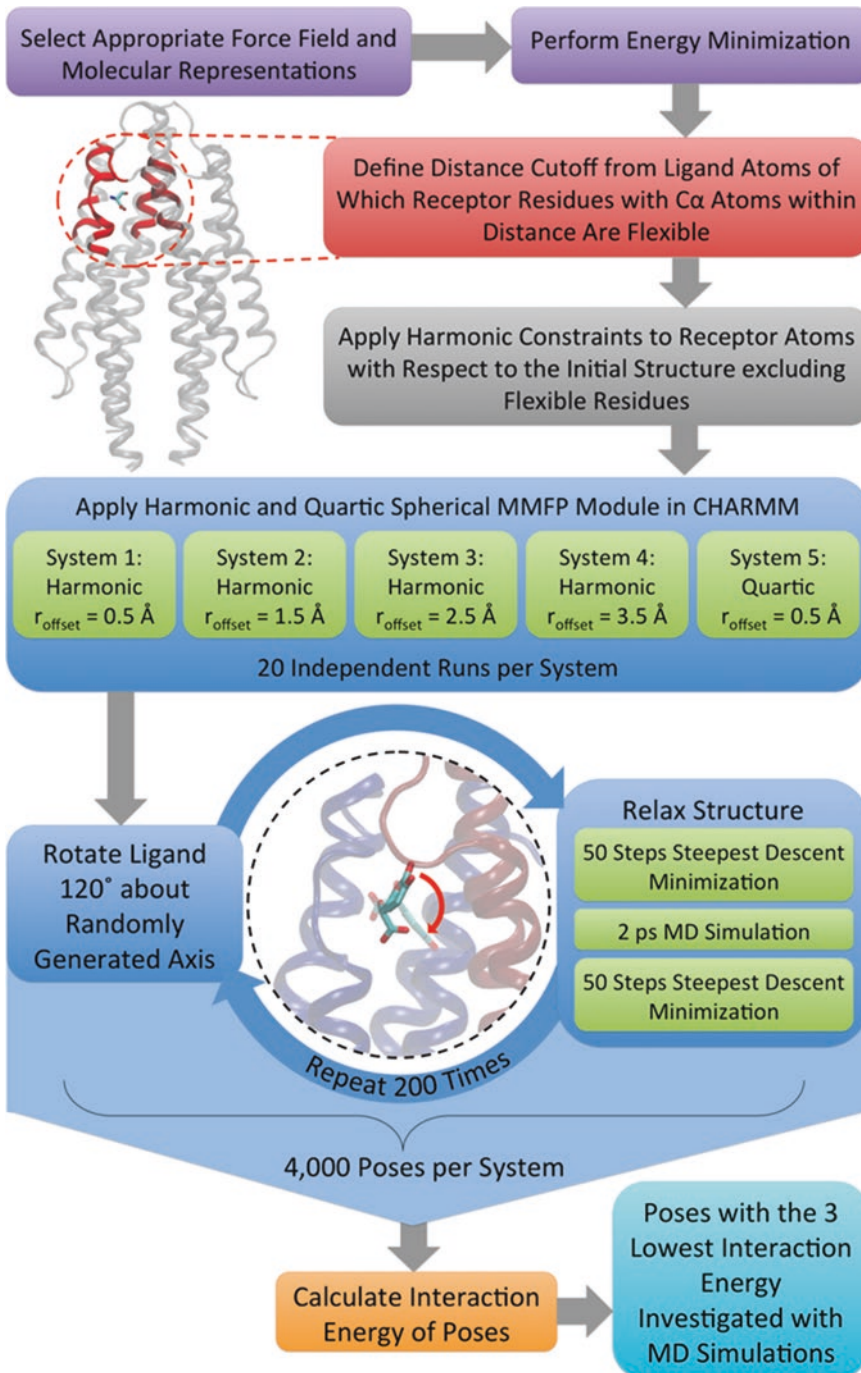 Select Appropriate Force Field and
Molecular Representations
Perform Energy Minimization
Define Distance Cutoff from Ligand Atoms of
Which Receptor Residues with Cα Atoms within
Distance Are Flexible
Apply Harmonic Constraints to Receptor Atoms
with Respect to the Initial Structure excluding
Flexible Residues
Apply Harmonic and Quartic Spherical MMFP Module in CHARMM
System 1:
Harmonic
r_offset = 0.5 Å
System 2:
Harmonic
r_offset = 1.5 Å
System 3:
Harmonic
r_offset = 2.5 Å
System 4:
Harmonic
r_offset = 3.5 Å
System 5:
Quartic
r_offset = 0.5 Å
20 Independent Runs per System
Rotate Ligand
120° about
Randomly
Generated Axis
Relax Structure
50 Steps Steepest Descent
Minimization
2 ps MD Simulation
50 Steps Steepest Descent
Minimization
Repeat 200 Times
4,000 Poses per System
Calculate Interaction
Energy of Poses
Poses with the 3
Lowest Interaction
Energy
Investigated with
MD Simulations